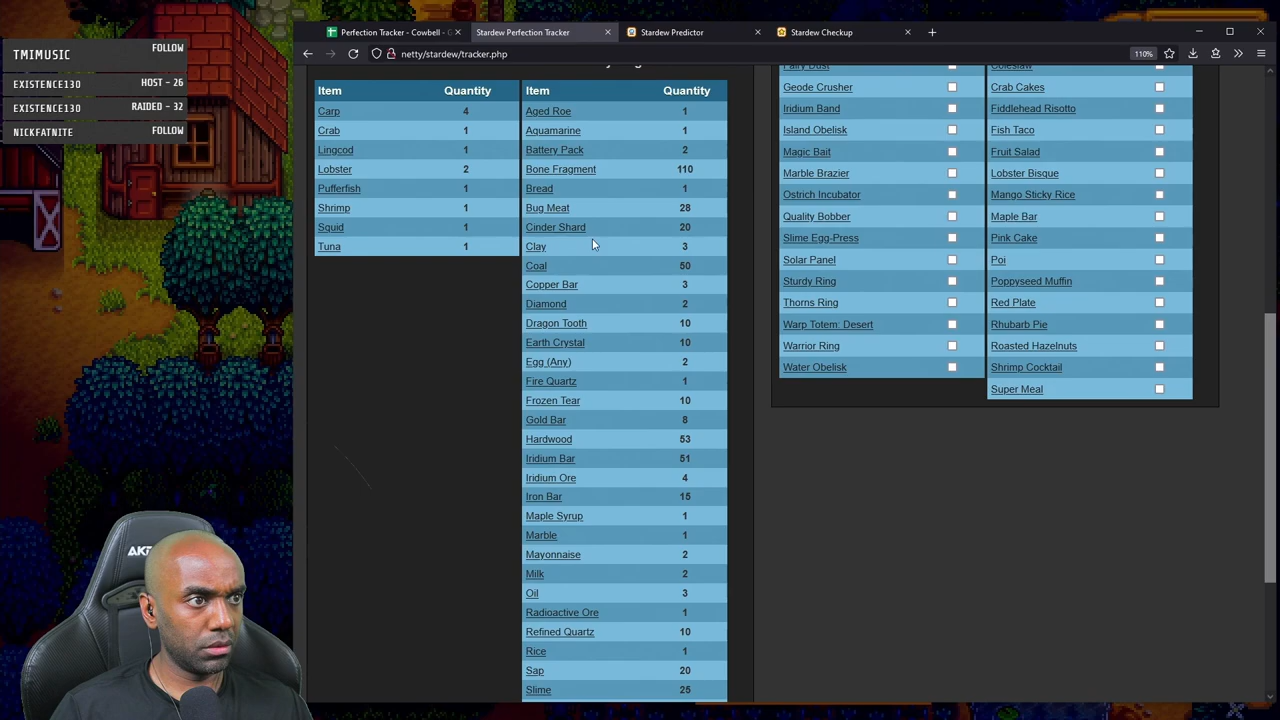 Perfection Tracker - Cowbell - G
Stardew Perfection Tracker
Stardew Predictor
Stardew Checkup
netty/stardew/tracker.php
110%
TMIMUSIC FOLLOW
EXISTENCE130 HOST - 26
EXISTENCE130 RAIDED - 32
NICKFATNITE FOLLOW
Item Quantity
Carp 4
Crab 1
Lingcod 1
Lobster 2
Pufferfish 1
Shrimp 1
Squid 1
Tuna 1
Item Quantity
Aged Roe 1
Aquamarine 1
Battery Pack 2
Bone Fragment 110
Bread 1
Bug Meat 28
Cinder Shard 20
Clay 3
Coal 50
Copper Bar 3
Diamond 2
Dragon Tooth 10
Earth Crystal 10
Egg (Any) 2
Fire Quartz 1
Frozen Tear 10
Gold Bar 8
Hardwood 53
Iridium Bar 51
Iridium Ore 4
Iron Bar 15
Maple Syrup 1
Marble 1
Mayonnaise 2
Milk 2
Oil 3
Radioactive Ore 1
Refined Quartz 10
Rice 1
Sap 20
Slime 25
Fairy Dust
Geode Crusher
Iridium Band
Island Obelisk
Magic Bait
Marble Brazier
Ostrich Incubator
Quality Bobber
Slime Egg-Press
Solar Panel
Sturdy Ring
Thorns Ring
Warp Totem: Desert
Warrior Ring
Water Obelisk
Coleslaw
Crab Cakes
Fiddlehead Risotto
Fish Taco
Fruit Salad
Lobster Bisque
Mango Sticky Rice
Maple Bar
Pink Cake
Poi
Poppyseed Muffin
Red Plate
Rhubarb Pie
Roasted Hazelnuts
Shrimp Cocktail
Super Meal